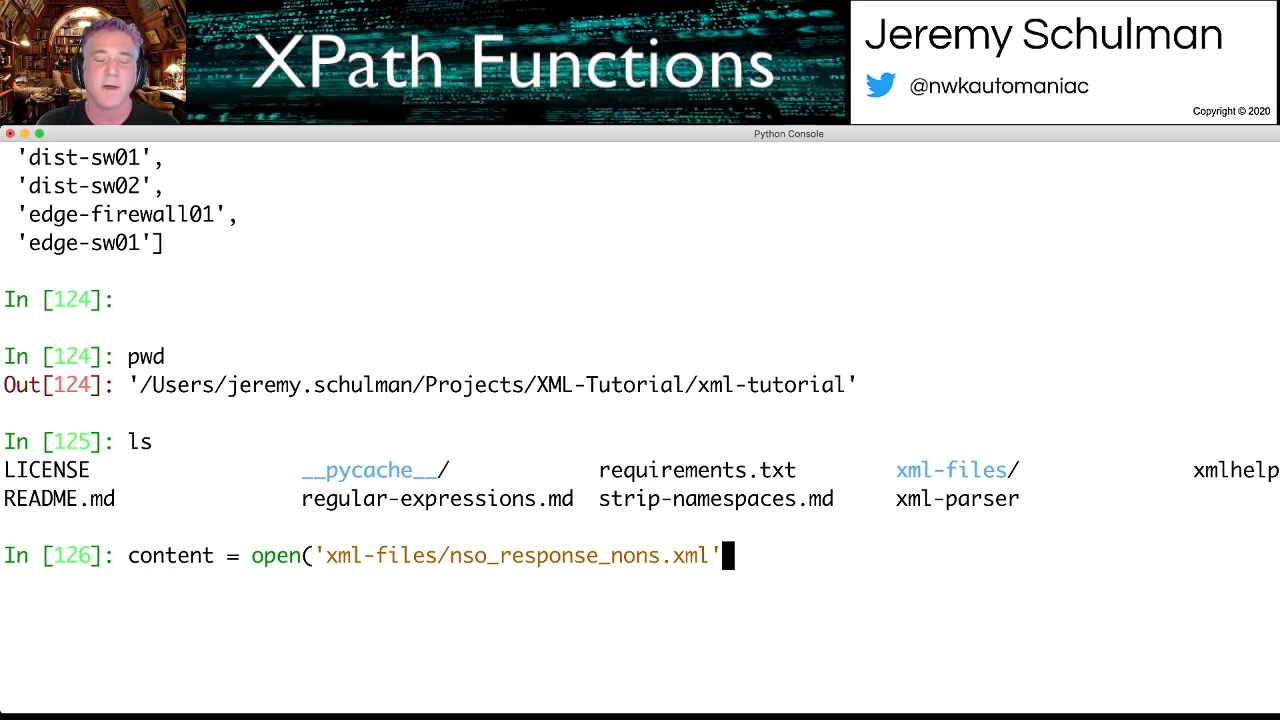 XPath Functions
Jeremy Schulman
@nwkautomaniac
Copyright © 2020
Python Console
'dist-sw01',
'dist-sw02',
'edge-firewall01',
'edge-sw01']
In [124]:
In [124]: pwd
Out[124]: '/Users/jeremy.schulman/Projects/XML-Tutorial/xml-tutorial'
In [125]: ls
LICENSE __pycache__/ requirements.txt xml-files/ xmlhelp
README.md regular-expressions.md strip-namespaces.md xml-parser
In [126]: content = open('xml-files/nso_response_nons.xml'